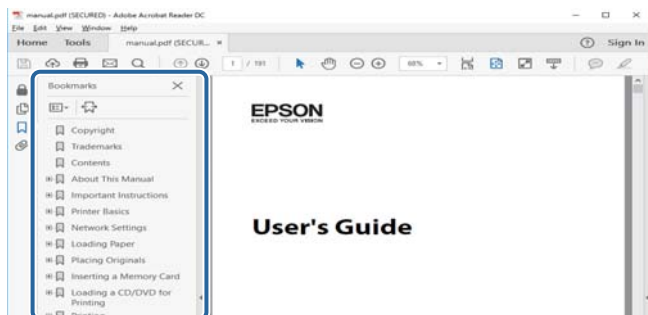 manual.pdf (SECURED) - Adobe Acrobat Reader DC
File Edit View Window Help
Home Tools manual.pdf (SECUR... × Sign In
1 / 191 68%
Bookmarks
Copyright
Trademarks
Contents
About This Manual
Important Instructions
Printer Basics
Network Settings
Loading Paper
Placing Originals
Inserting a Memory Card
Loading a CD/DVD for
Printing
Printing
EPSON
EXCEED YOUR VISION
User's Guide